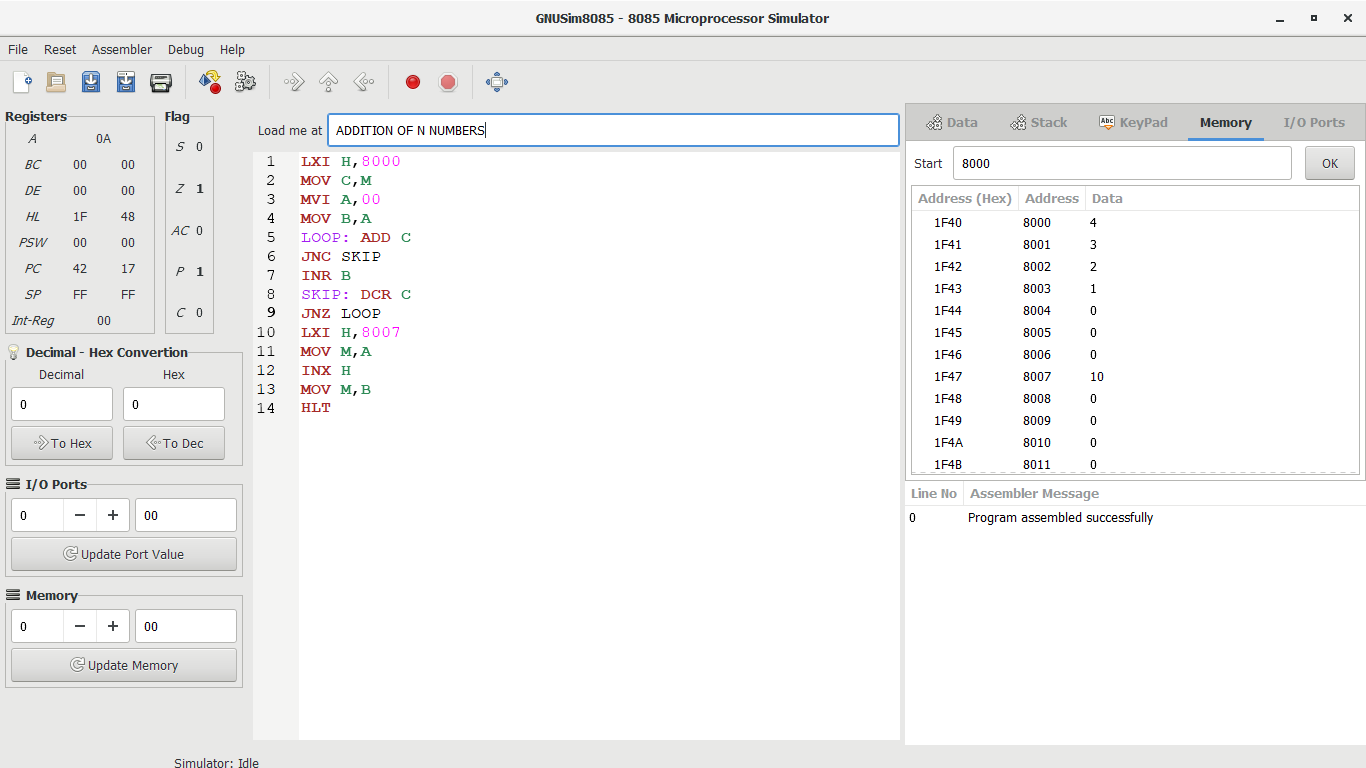 GNUSim8085 - 8085 Microprocessor Simulator
File Reset Assembler Debug Help
Registers
A 0A
BC 00 00
DE 00 00
HL 1F 48
PSW 00 00
PC 42 17
SP FF FF
Int-Reg 00
Flag
S 0
Z 1
AC 0
P 1
C 0
Decimal - Hex Convertion
Decimal Hex
0 0
To Hex To Dec
I/O Ports
0 − + 00
Update Port Value
Memory
0 − + 00
Update Memory
Load me at ADDITION OF N NUMBERS
1 LXI H,8000
2 MOV C,M
3 MVI A,00
4 MOV B,A
5 LOOP: ADD C
6 JNC SKIP
7 INR B
8 SKIP: DCR C
9 JNZ LOOP
10 LXI H,8007
11 MOV M,A
12 INX H
13 MOV M,B
14 HLT
Data Stack Abc KeyPad Memory I/O Ports
Start 8000 OK
Address (Hex) Address Data
1F40 8000 4
1F41 8001 3
1F42 8002 2
1F43 8003 1
1F44 8004 0
1F45 8005 0
1F46 8006 0
1F47 8007 10
1F48 8008 0
1F49 8009 0
1F4A 8010 0
1F4B 8011 0
Line No Assembler Message
0 Program assembled successfully
Simulator: Idle